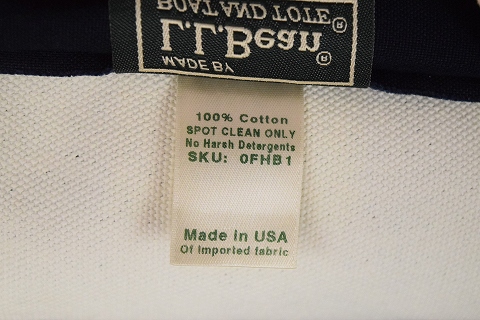 BOAT AND TOTE®
L.L.Bean®
MADE BY
100% Cotton
SPOT CLEAN ONLY
No Harsh Detergents
SKU: 0FHB1
Made in USA
Of Imported fabric